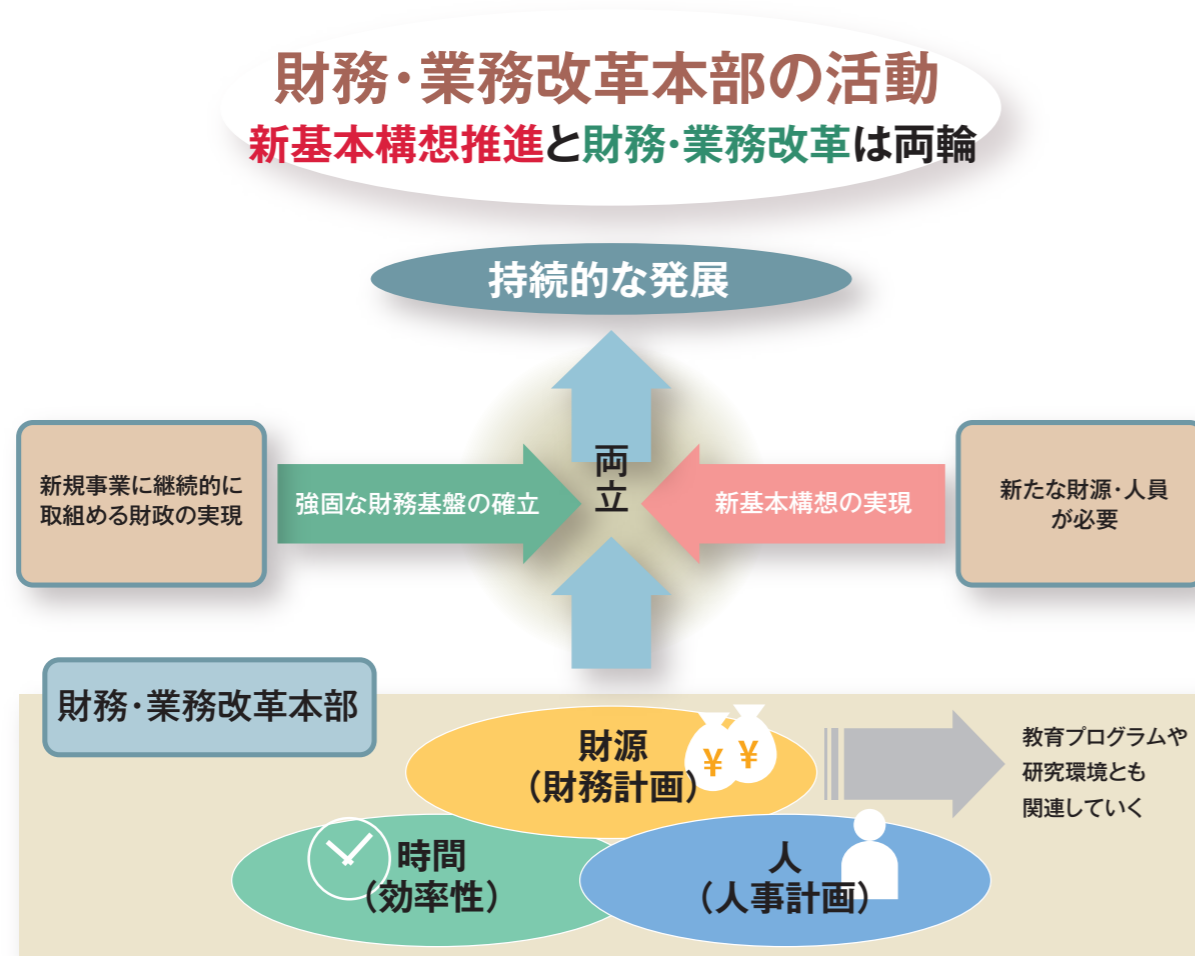 財務・業務改革本部の活動
新基本構想推進と財務・業務改革は両輪
持続的な発展
新規事業に継続的に
取組める財政の実現
強固な財務基盤の確立
両
立
新基本構想の実現
新たな財源・人員
が必要
財務・業務改革本部
財源
（財務計画）
¥ ¥
教育プログラムや
研究環境とも
関連していく
時間
（効率性）
人
（人事計画）